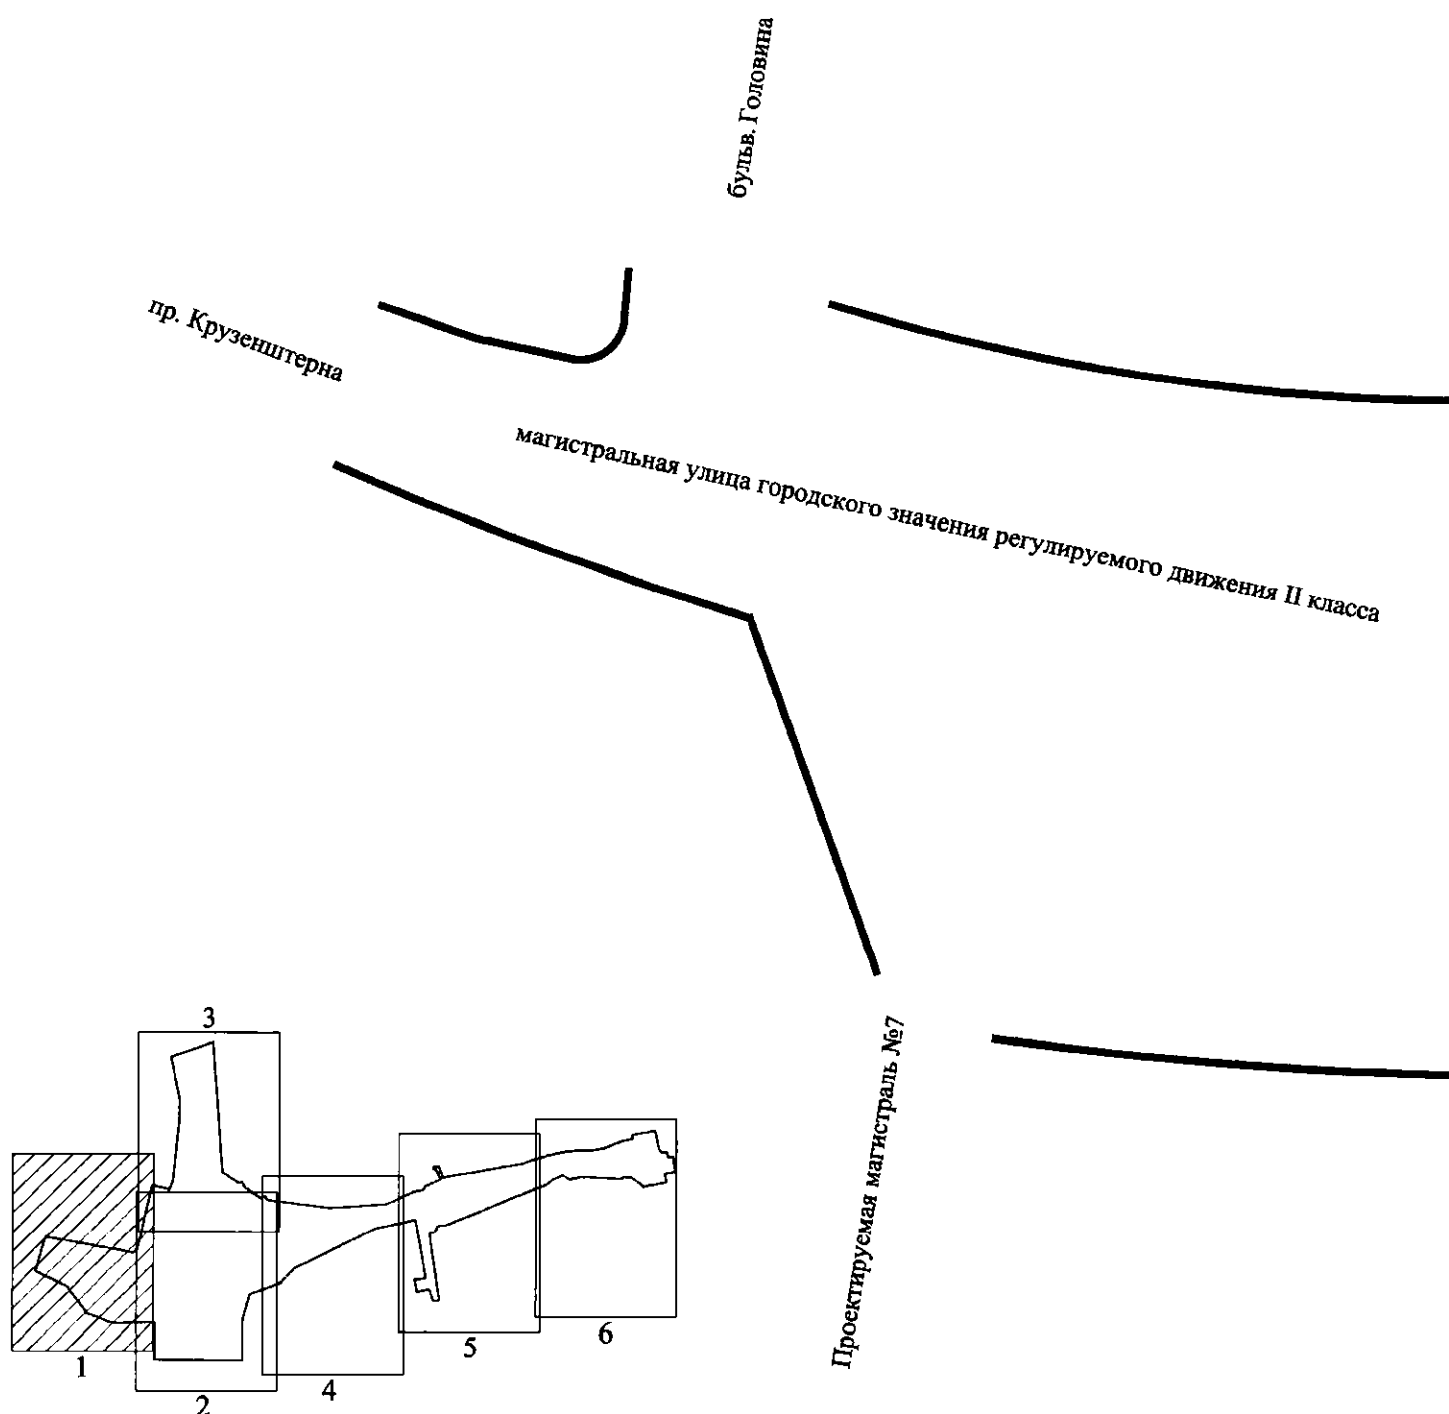 бульв. Головина
пр. Крузенштерна
магистральная улица городского значения регулируемого движения II класса
Проектируемая магистраль №7
3
1
2
4
5
6